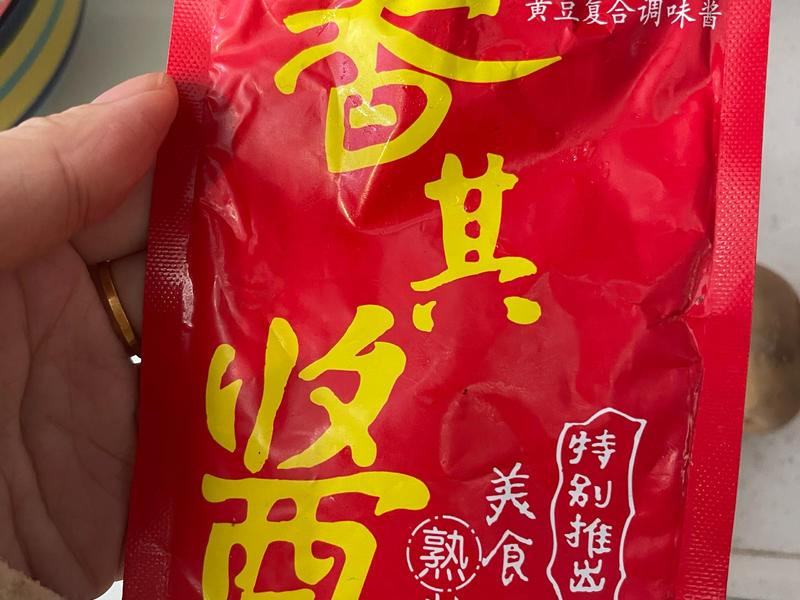 黄豆复合调味酱
香其酱
美食
特别推出
熟